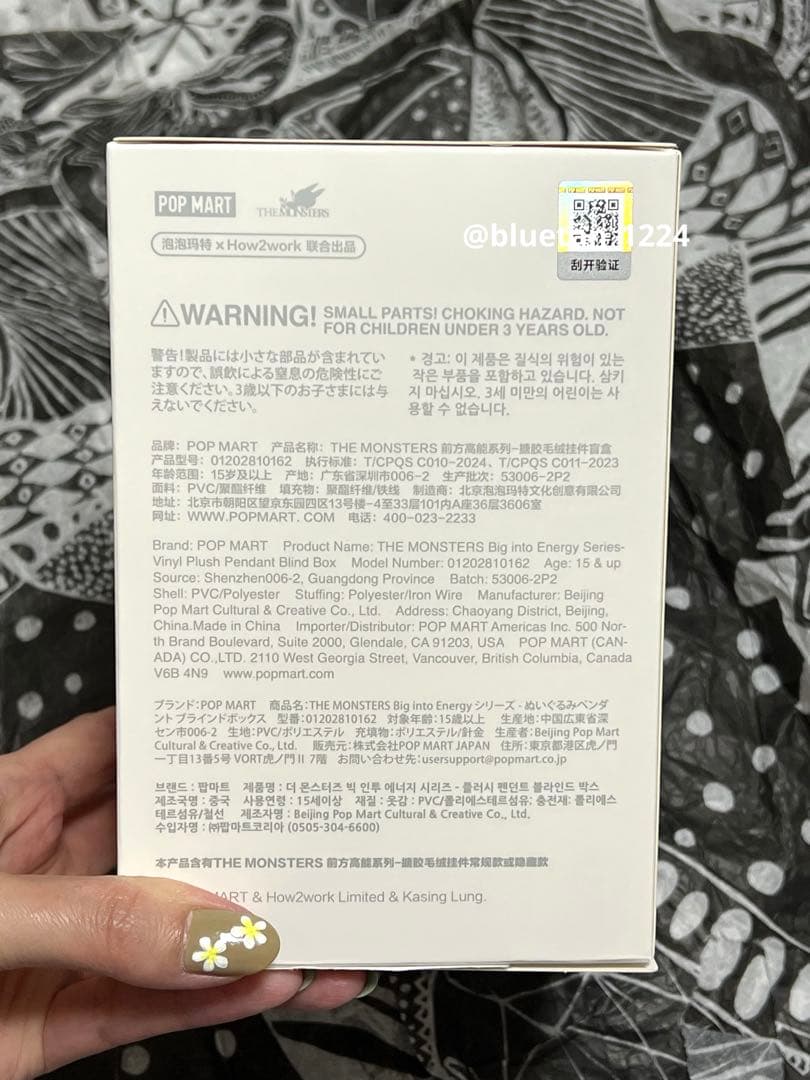 POP MART
THE MONSTERS
泡泡玛特 × How2work 联合出品
1224
刮开验证
WARNING! SMALL PARTS! CHOKING HAZARD. NOT
FOR CHILDREN UNDER 3 YEARS OLD.
警告!製品には小さな部品が含まれてい
ますので、誤飲による窒息の危険性にご
注意ください。3歳以下のお子さまには与
えないでください。
* 경고: 이 제품은 질식의 위험이 있는
작은 부품을 포함하고 있습니다. 삼키
지 마십시오. 3세 미만의 어린이는 사
용할 수 없습니다.
品牌：POP MART 产品名称：THE MONSTERS 前方高能系列-搪胶毛绒挂件盲盒
产品型号：01202810162 执行标准：T/CPQS C010-2024、T/CPQS C011-2023
年龄范围：15岁及以上 产地：广东省深圳市006-2 生产批次：53006-2P2
面料：PVC/聚酯纤维 填充物：聚酯纤维/铁线 制造商：北京泡泡玛特文化创意有限公司
地址：北京市朝阳区望京东园四区13号楼-4至33层101内A座36层3606室
网址：WWW.POPMART.COM 电话：400-023-2233
Brand: POP MART Product Name: THE MONSTERS Big into Energy Series-
Vinyl Plush Pendant Blind Box Model Number: 01202810162 Age: 15 & up
Source: Shenzhen006-2, Guangdong Province Batch: 53006-2P2
Shell: PVC/Polyester Stuffing: Polyester/Iron Wire Manufacturer: Beijing
Pop Mart Cultural & Creative Co., Ltd. Address: Chaoyang District, Beijing,
China.Made in China Importer/Distributor: POP MART Americas Inc. 500 Nor-
th Brand Boulevard, Suite 2000, Glendale, CA 91203, USA POP MART (CAN-
ADA) CO.,LTD. 2110 West Georgia Street, Vancouver, British Columbia, Canada
V6B 4N9 www.popmart.com
ブランド：POP MART 商品名：THE MONSTERS Big into Energy シリーズ - ぬいぐるみペンダ
ント ブラインドボックス 型番：01202810162 対象年齢：15歳以上 生産地：中国広東省深
セン市006-2 生地：PVC/ポリエステル 充填物：ポリエステル/針金 生産者：Beijing Pop Mart
Cultural & Creative Co., Ltd. 販売元：株式会社POP MART JAPAN 住所：東京都港区虎ノ門
一丁目13番5号 VORT虎ノ門II 7階 お問い合わせ先：usersupport@popmart.co.jp
브랜드 : 팝마트 제품명 : 더 몬스터즈 빅 인투 에너지 시리즈 - 플러시 펜던트 블라인드 박스
제조국명 : 중국 사용연령 : 15세이상 재질 : 옷감 : PVC/폴리에스테르섬유; 충전재: 폴리에스
테르섬유/철선 제조자명 : Beijing Pop Mart Cultural & Creative Co., Ltd.
수입자명 : ㈜팝마트코리아 (0505-304-6600)
本产品含有THE MONSTERS 前方高能系列-搪胶毛绒挂件常规款或隐藏款
ART & How2work Limited & Kasing Lung.